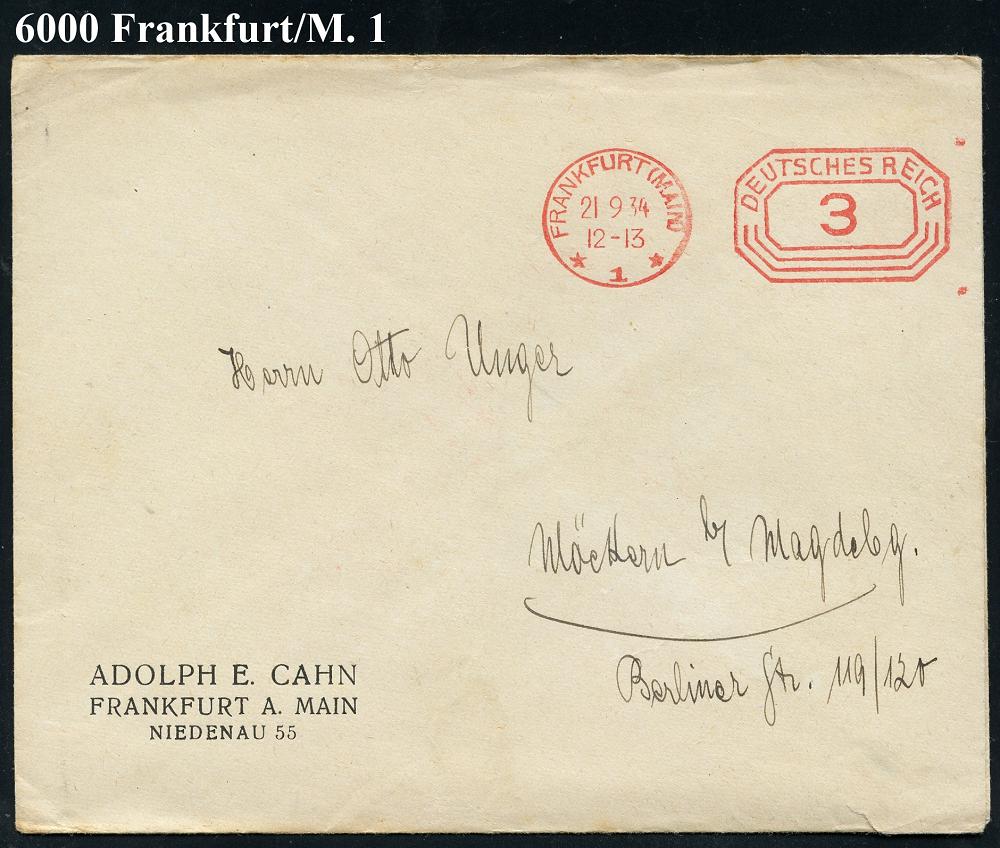 6000 Frankfurt/M. 1
FRANKFURT (MAIN)
21 9 34
12-13
1
DEUTSCHES REICH
3
Herrn Otto Unger
Möckern b/ Magdebg.
Berliner Str. 119/120
ADOLPH E. CAHN
FRANKFURT A. MAIN
NIEDENAU 55